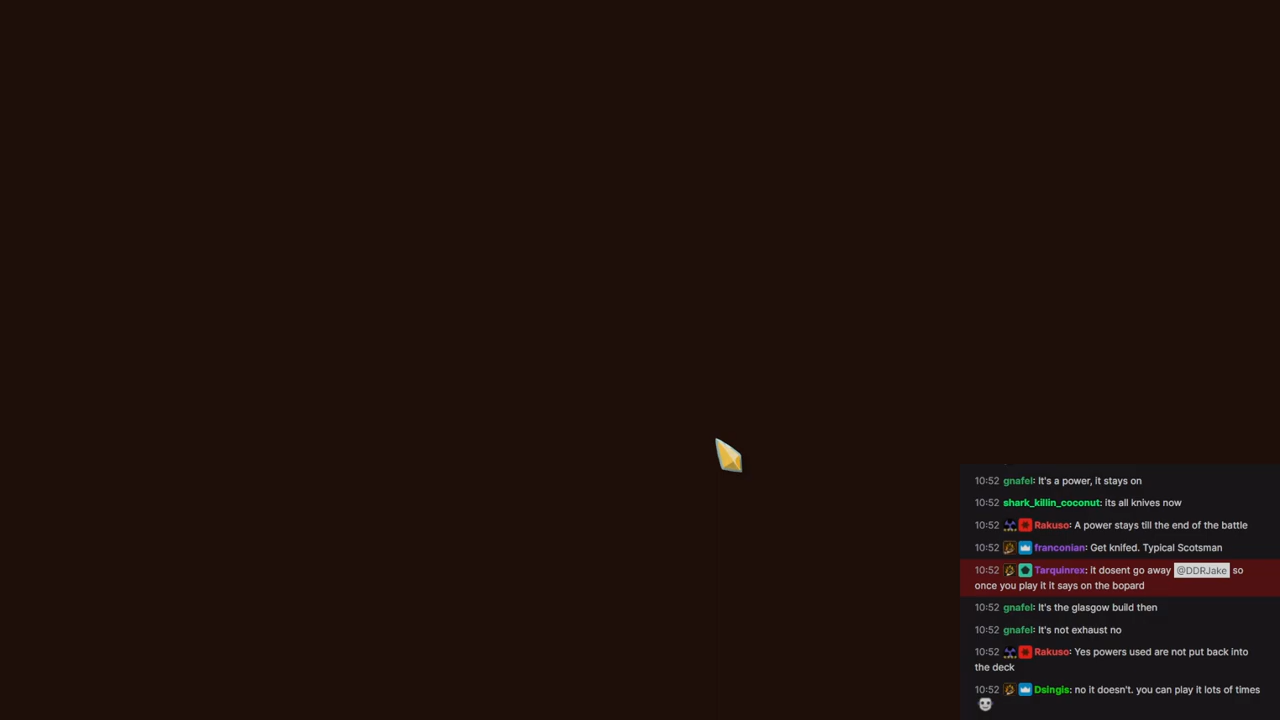 10:52 gnafel: It's a power, it stays on
10:52 shark_killin_coconut: its all knives now
10:52 Rakuso: A power stays till the end of the battle
10:52 franconian: Get knifed. Typical Scotsman
10:52 Tarquinrex: it dosent go away @DDRJake so
once you play it it says on the bopard
10:52 gnafel: It's the glasgow build then
10:52 gnafel: It's not exhaust no
10:52 Rakuso: Yes powers used are not put back into
the deck
10:52 Dsingis: no it doesn't. you can play it lots of times